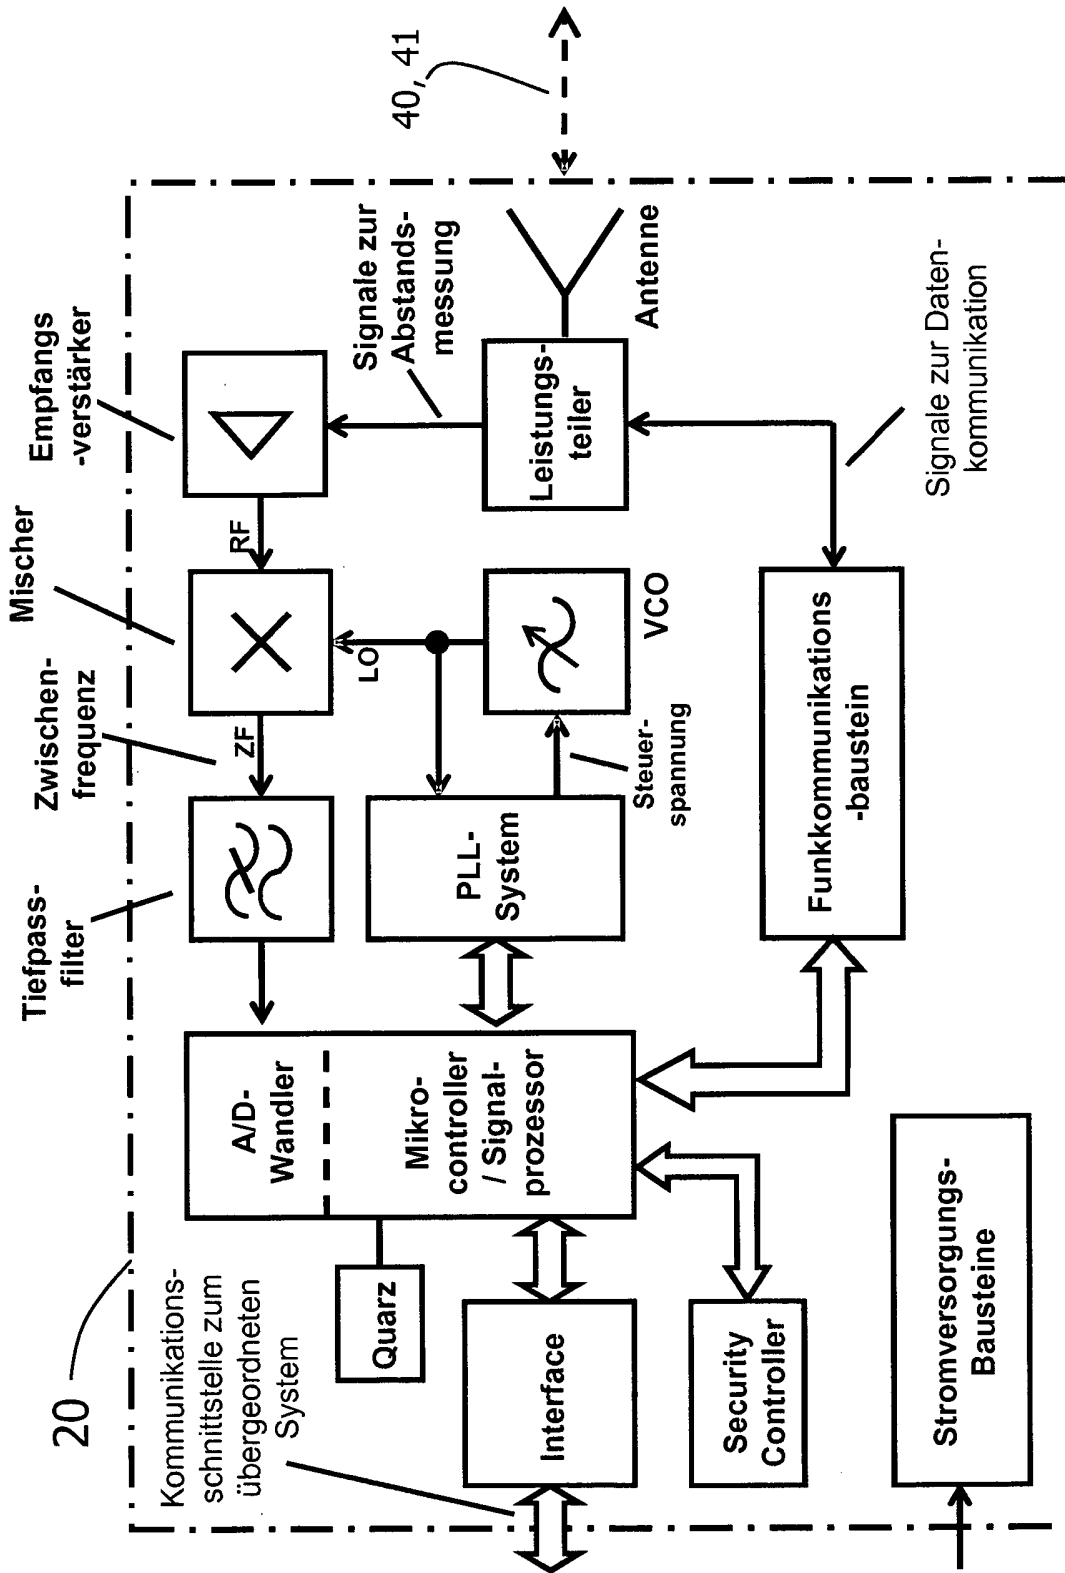 20
Kommunikations-
schnittstelle zum
übergeordneten
System
Tiefpass-
filter
Zwischen-
frequenz
Mischer
Empfangs
-verstärker
40, 41
A/D-
Wandler
Mikro-
controller
/ Signal-
prozessor
Quarz
Interface
Security
Controller
Stromversorgungs-
Bausteine
ZF
RF
LO
PLL-
System
Steuer-
spannung
VCO
Signale zur
Abstands-
messung
Leistungs-
teiler
Antenne
Funkkommunikations
-baustein
Signale zur Daten-
kommunikation